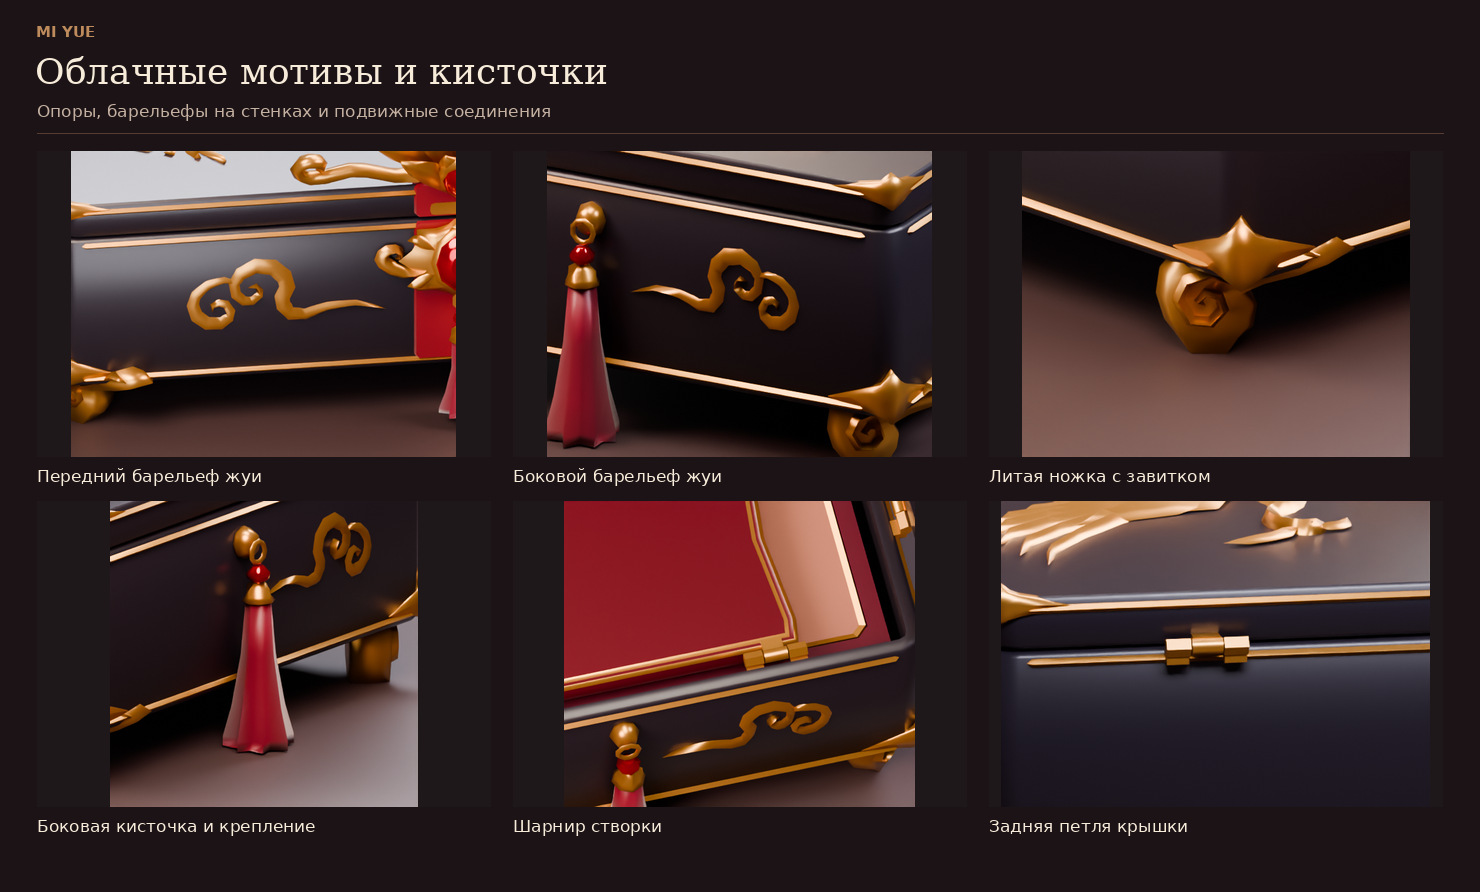 MI YUE
Облачные мотивы и кисточки
Опоры, барельефы на стенках и подвижные соединения
Передний барельеф жуи
Боковой барельеф жуи
Литая ножка с завитком
Боковая кисточка и крепление
Шарнир створки
Задняя петля крышки